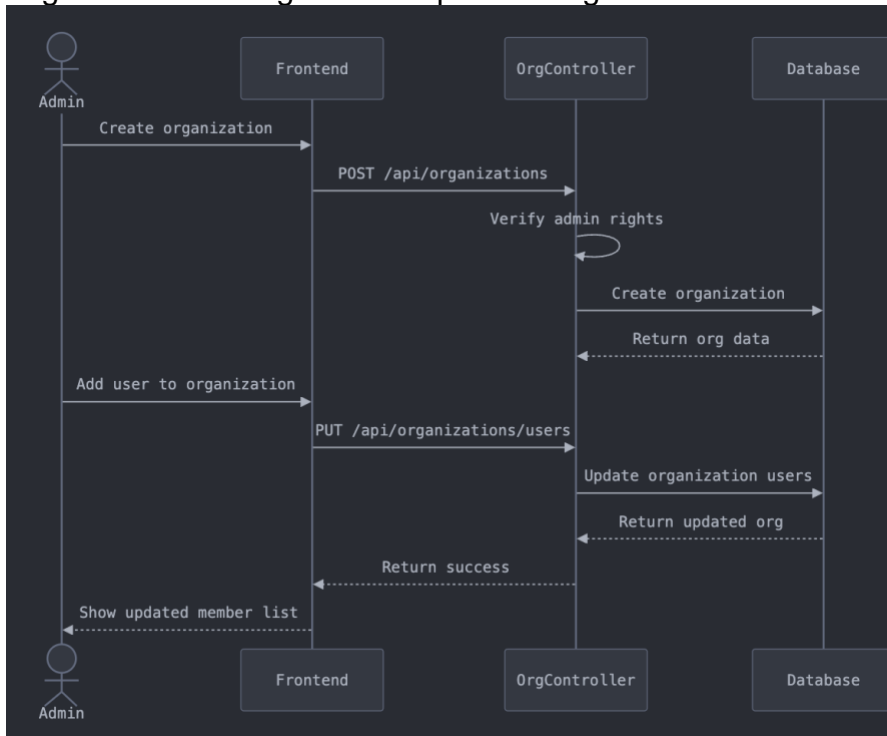 Frontend
OrgController
Database
Admin
Create organization
POST /api/organizations
Verify admin rights
Create organization
Return org data
Add user to organization
PUT /api/organizations/users
Update organization users
Return updated org
Return success
Show updated member list
Frontend
OrgController
Database
Admin